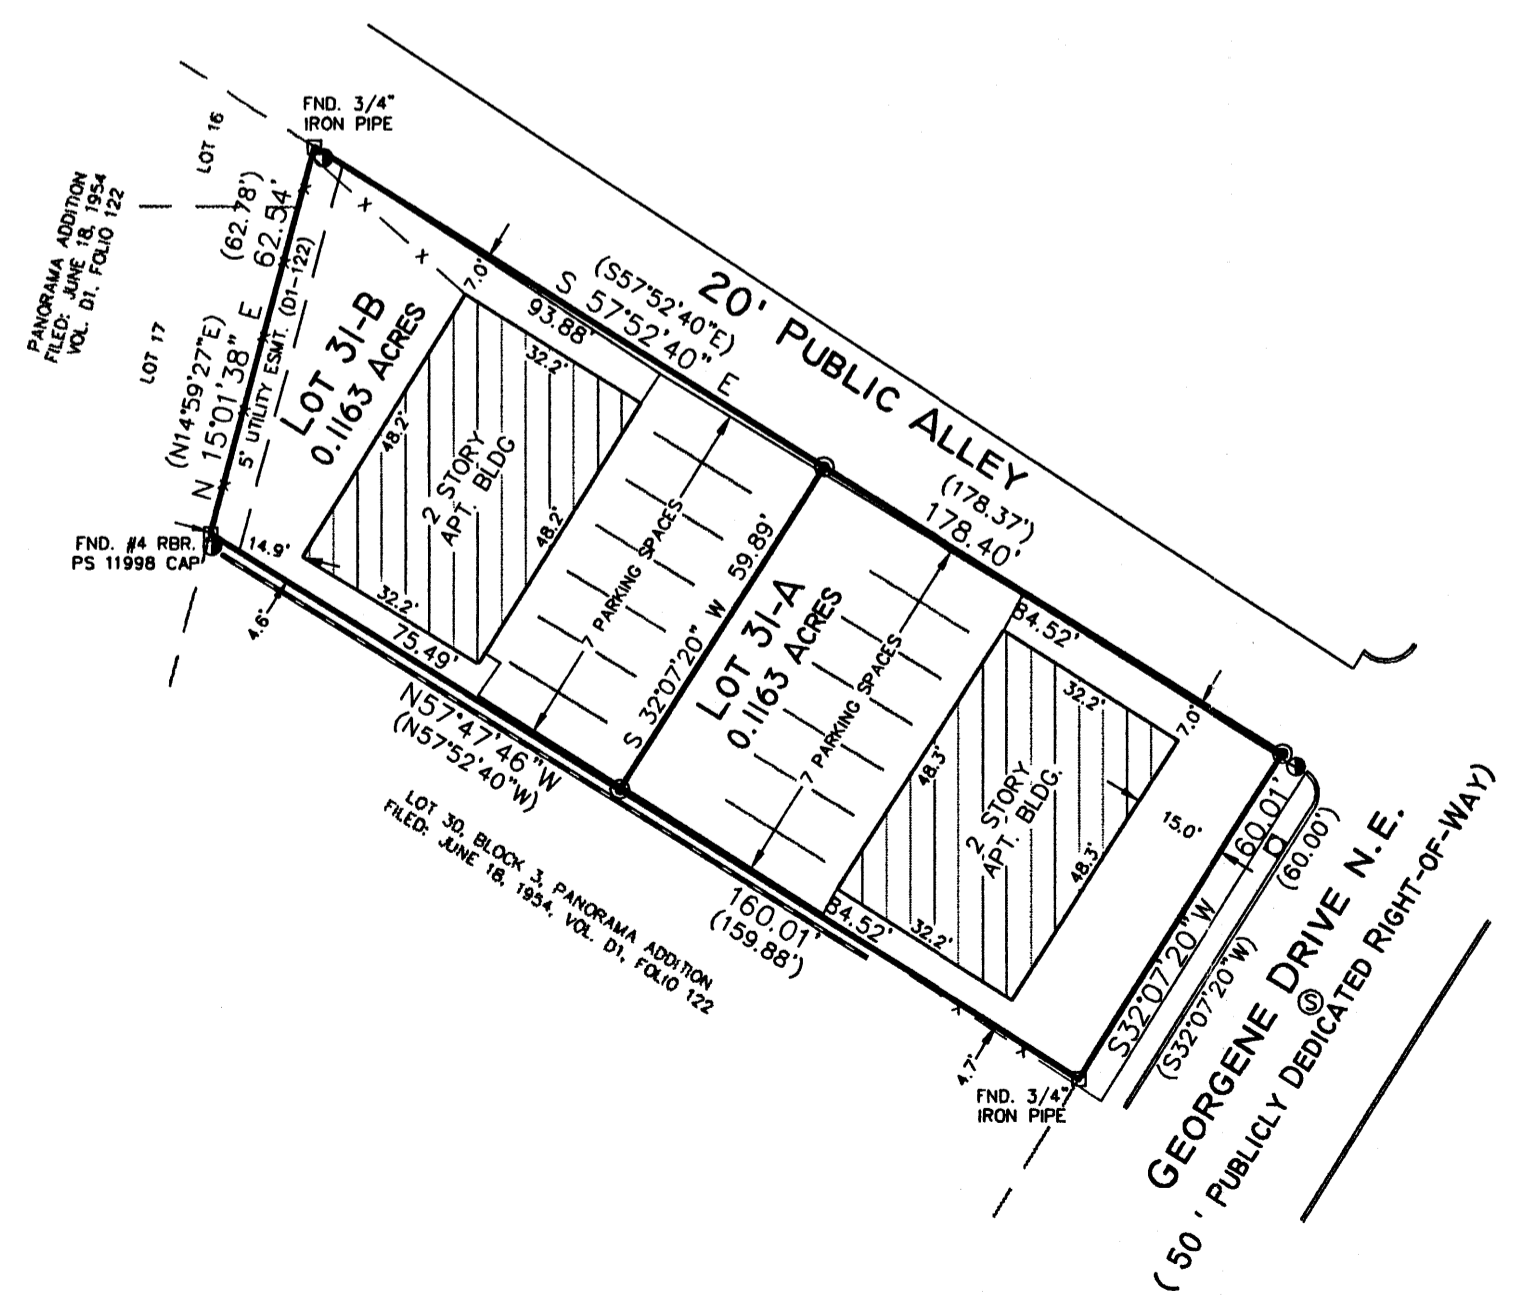 FND. 3/4"
IRON PIPE
LOT 16
PANORAMA ADDITION
FILED: JUNE 18, 1954
VOL. D1, FOLIO 122
LOT 17
(62.78')
62.54'
(N14°59'27"E)
N 15°01'38" E
5' UTILITY ESMT. (D1-122)
FND. #4 RBR.
PS 11998 CAP
LOT 31-B
0.1163 ACRES
7.0'
93.88'
(S57°52'40"E)
S 57°52'40" E
20' PUBLIC ALLEY
(178.37')
178.40'
32.2'
48.2'
2 STORY
APT. BLDG
48.2'
32.2'
14.9'
4.6'
75.49'
7 PARKING SPACES
59.89'
S 32°07'20" W
N57°47'46"W
(N57°52'40"W)
LOT 30, BLOCK 3, PANORAMA ADDITION
FILED: JUNE 18, 1954, VOL. D1, FOLIO 122
LOT 31-A
0.1163 ACRES
7 PARKING SPACES
84.52'
32.2'
7.0'
48.3'
2 STORY
APT. BLDG.
48.3'
15.0'
32.2'
84.52'
160.01'
(159.88')
4.7'
FND. 3/4"
IRON PIPE
60.01'
(60.00')
S32°07'20"W
(S32°07'20"W)
S
GEORGENE DRIVE N.E.
( 50 ' PUBLICLY DEDICATED RIGHT-OF-WAY)